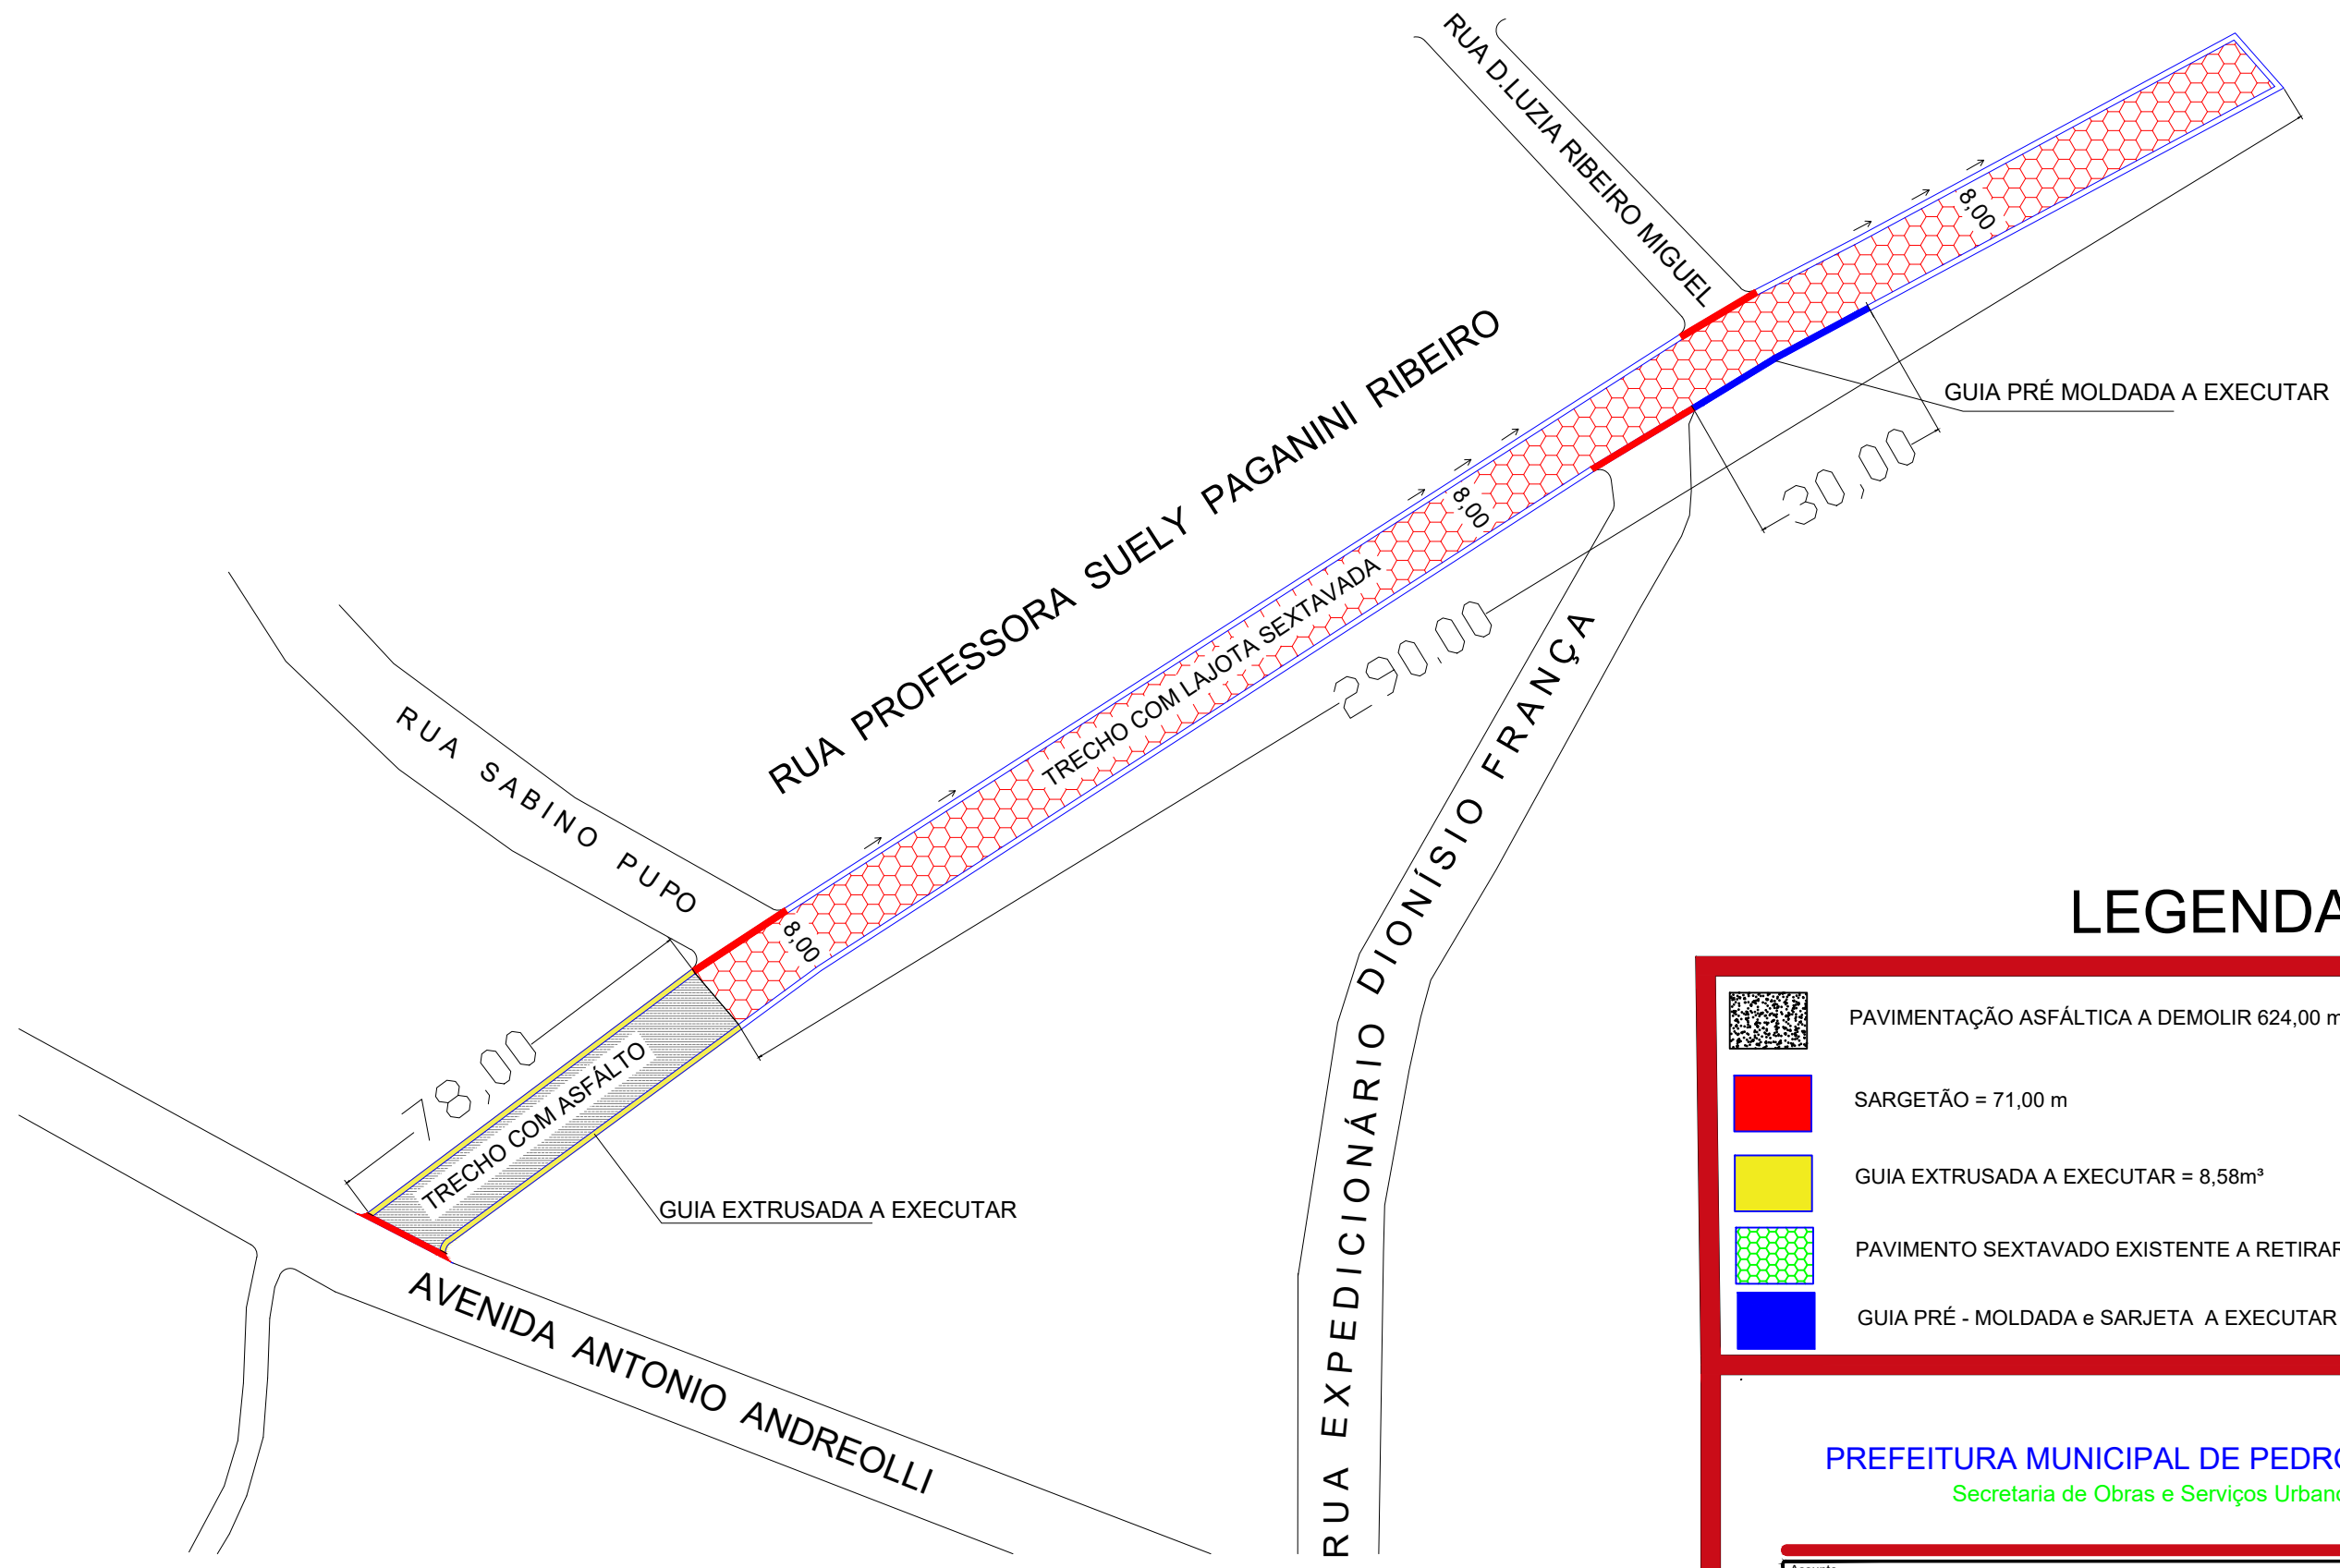 RUA D.LUZIA RIBEIRO MIGUEL
8,00
GUIA PRÉ MOLDADA A EXECUTAR
30,00
RUA PROFESSORA SUELY PAGANINI RIBEIRO
8,00
TRECHO COM LAJOTA SEXTAVADA
290,00
RUA SABINO PUPO
8,00
RUA EXPEDICIONÁRIO DIONÍSIO FRANÇA
78,00
TRECHO COM ASFÁLTO
GUIA EXTRUSADA A EXECUTAR
AVENIDA ANTONIO ANDREOLLI
LEGENDA
PAVIMENTAÇÃO ASFÁLTICA A DEMOLIR 624,00 m
SARGETÃO = 71,00 m
GUIA EXTRUSADA A EXECUTAR = 8,58m³
PAVIMENTO SEXTAVADO EXISTENTE A RETIRAR
GUIA PRÉ - MOLDADA e SARJETA A EXECUTAR
PREFEITURA MUNICIPAL DE PEDR
Secretaria de Obras e Serviços Urban